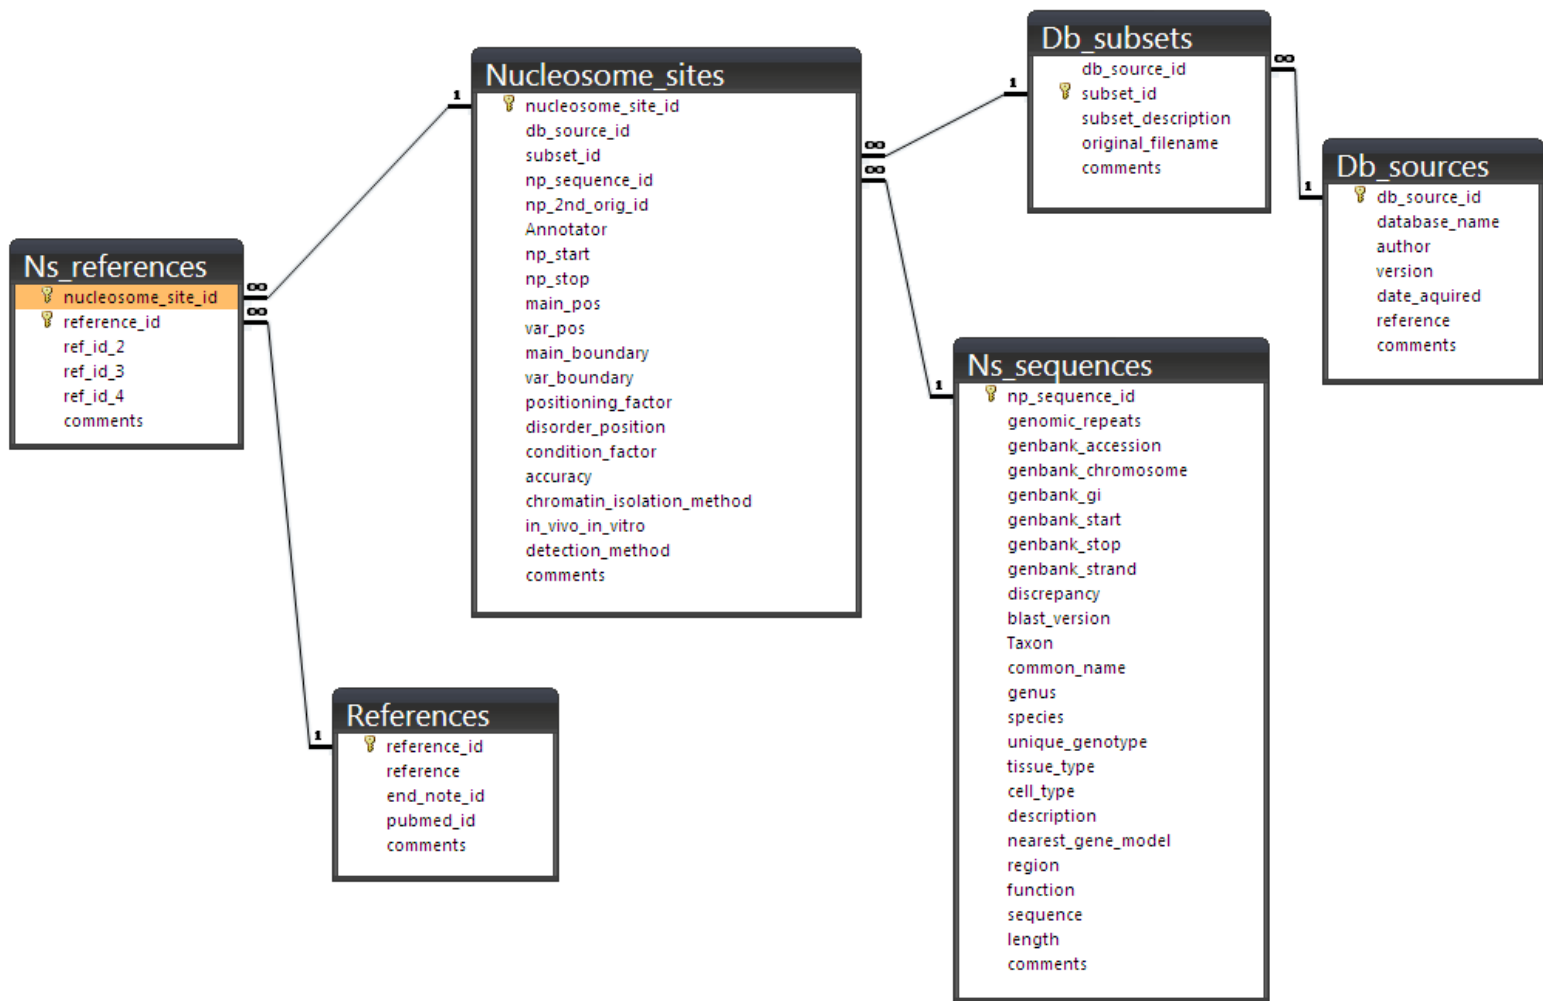 Nucleosome_sites
nucleosome_site_id
db_source_id
subset_id
np_sequence_id
np_2nd_orig_id
Annotator
np_start
np_stop
main_pos
var_pos
main_boundary
var_boundary
positioning_factor
disorder_position
condition_factor
accuracy
chromatin_isolation_method
in_vivo_in_vitro
detection_method
comments
1
∞
∞
Db_subsets
db_source_id
subset_id
subset_description
original_filename
comments
1
∞
Db_sources
db_source_id
database_name
author
version
date_aquired
reference
comments
1
Ns_references
nucleosome_site_id
reference_id
ref_id_2
ref_id_3
ref_id_4
comments
∞
∞
Ns_sequences
np_sequence_id
genomic_repeats
genbank_accession
genbank_chromosome
genbank_gi
genbank_start
genbank_stop
genbank_strand
discrepancy
blast_version
Taxon
common_name
genus
species
unique_genotype
tissue_type
cell_type
description
nearest_gene_model
region
function
sequence
length
comments
1
References
reference_id
reference
end_note_id
pubmed_id
comments
1